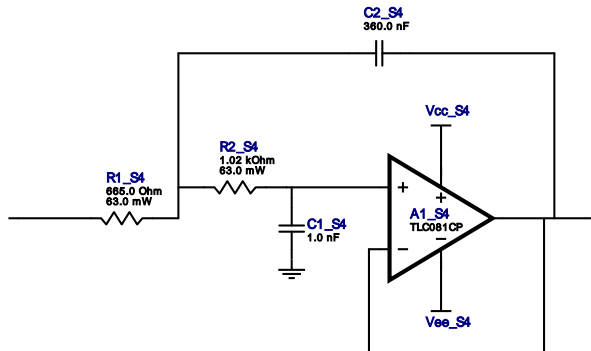 C2_S4
360.0 nF
Vcc_S4
R2_S4
1.02 kOhm
63.0 mW
R1_S4
665.0 Ohm
63.0 mW
+
+
A1_S4
TLC081CP
C1_S4
1.0 nF
−
−
Vee_S4